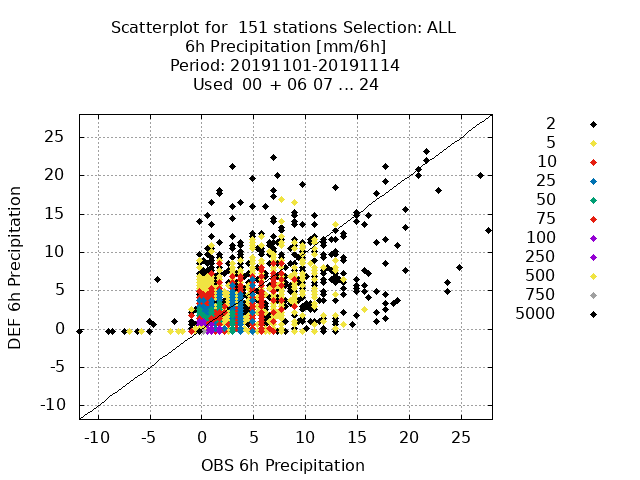 Scatterplot for 151 stations Selection: ALL
6h Precipitation [mm/6h]
Period: 20191101-20191114
Used 00 + 06 07 ... 24
25
20
15
10
5
0
-5
-10
DEF 6h Precipitation
-10 -5 0 5 10 15 20 25
OBS 6h Precipitation
2
5
10
25
50
75
100
250
500
750
5000